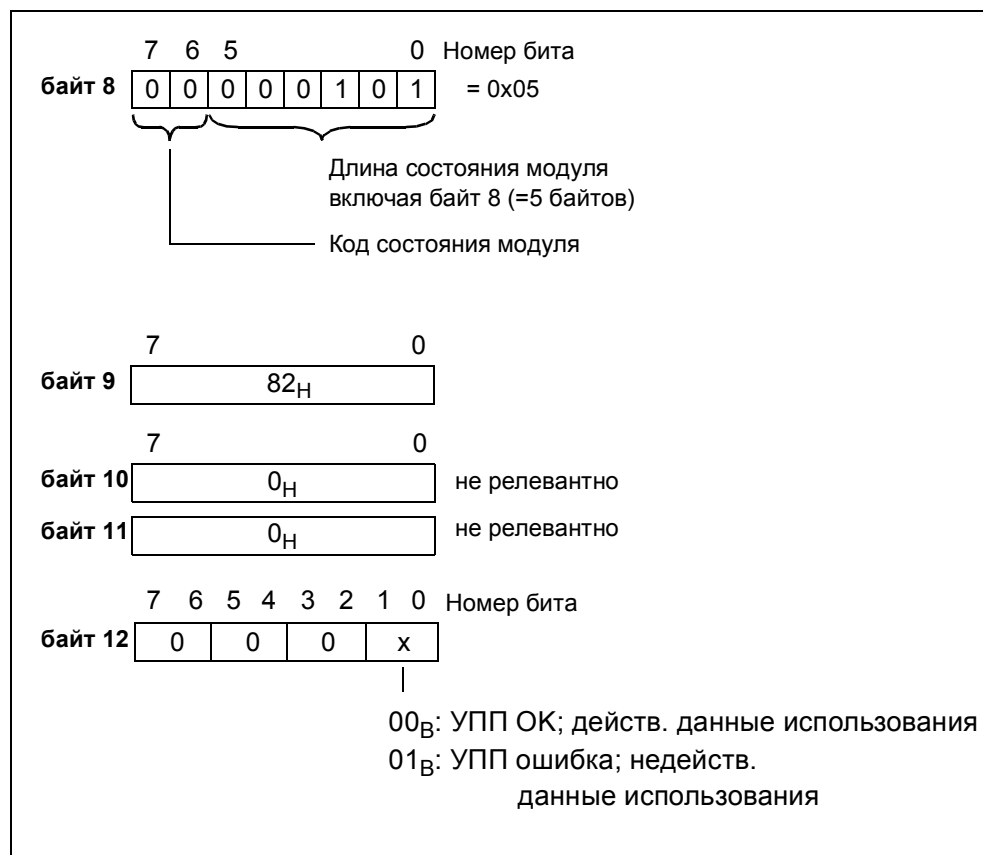 7 6 5 0 Номер бита
байт 8 0 0 0 0 0 1 0 1 = 0x05
Длина состояния модуля
включая байт 8 (=5 байтов)
Код состояния модуля
7 0
байт 9 82H
7 0
байт 10 0H не релевантно
байт 11 0H не релевантно
7 6 5 4 3 2 1 0 Номер бита
байт 12 0 0 0 x
00B: УПП OK; действ. данные использования
01B: УПП ошибка; недейств.
данные использования